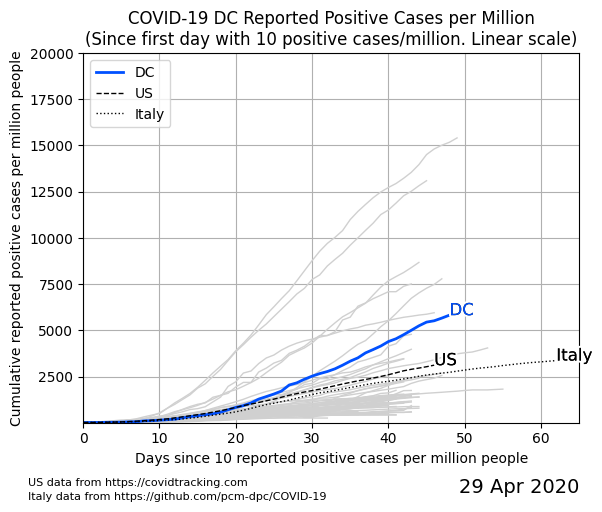 COVID-19 DC Reported Positive Cases per Million
(Since first day with 10 positive cases/million. Linear scale)
Cumulative reported positive cases per million people
20000
17500
15000
12500
10000
7500
5000
2500
DC
US
Italy
DC
US
Italy
0
10
20
30
40
50
60
Days since 10 reported positive cases per million people
US data from https://covidtracking.com
Italy data from https://github.com/pcm-dpc/COVID-19
29 Apr 2020